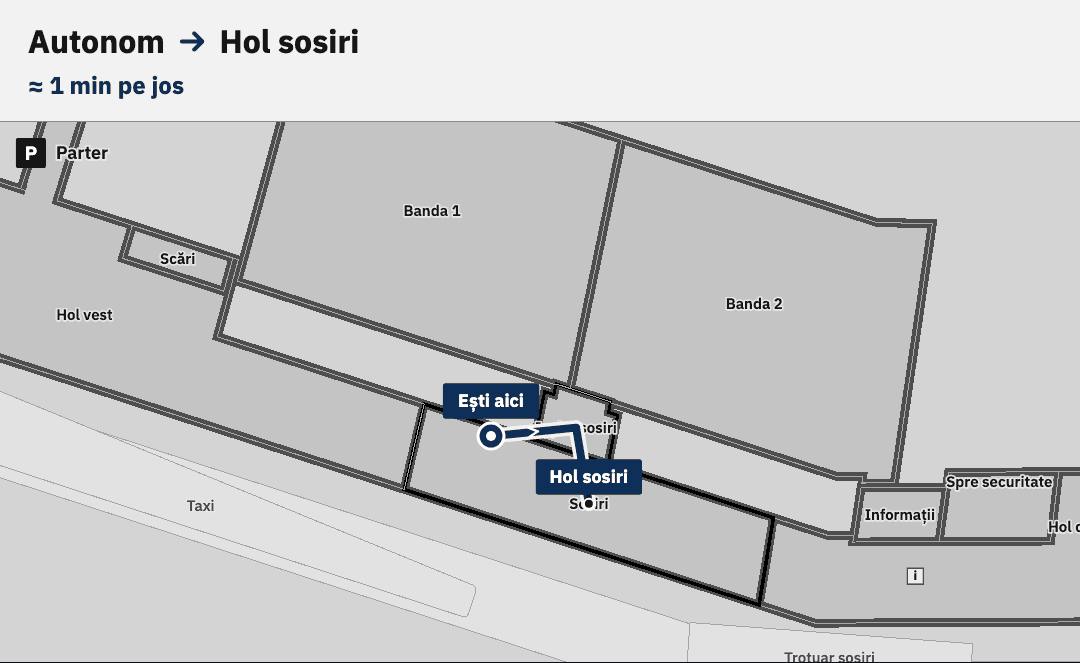 Autonom → Hol sosiri
≈ 1 min pe jos
P Parter
Banda 1
Scări
Banda 2
Hol vest
Ești aici
sosiri
Hol sosiri
Spre securitate
Informații
Taxi
Hol
i
Trotuar sosiri